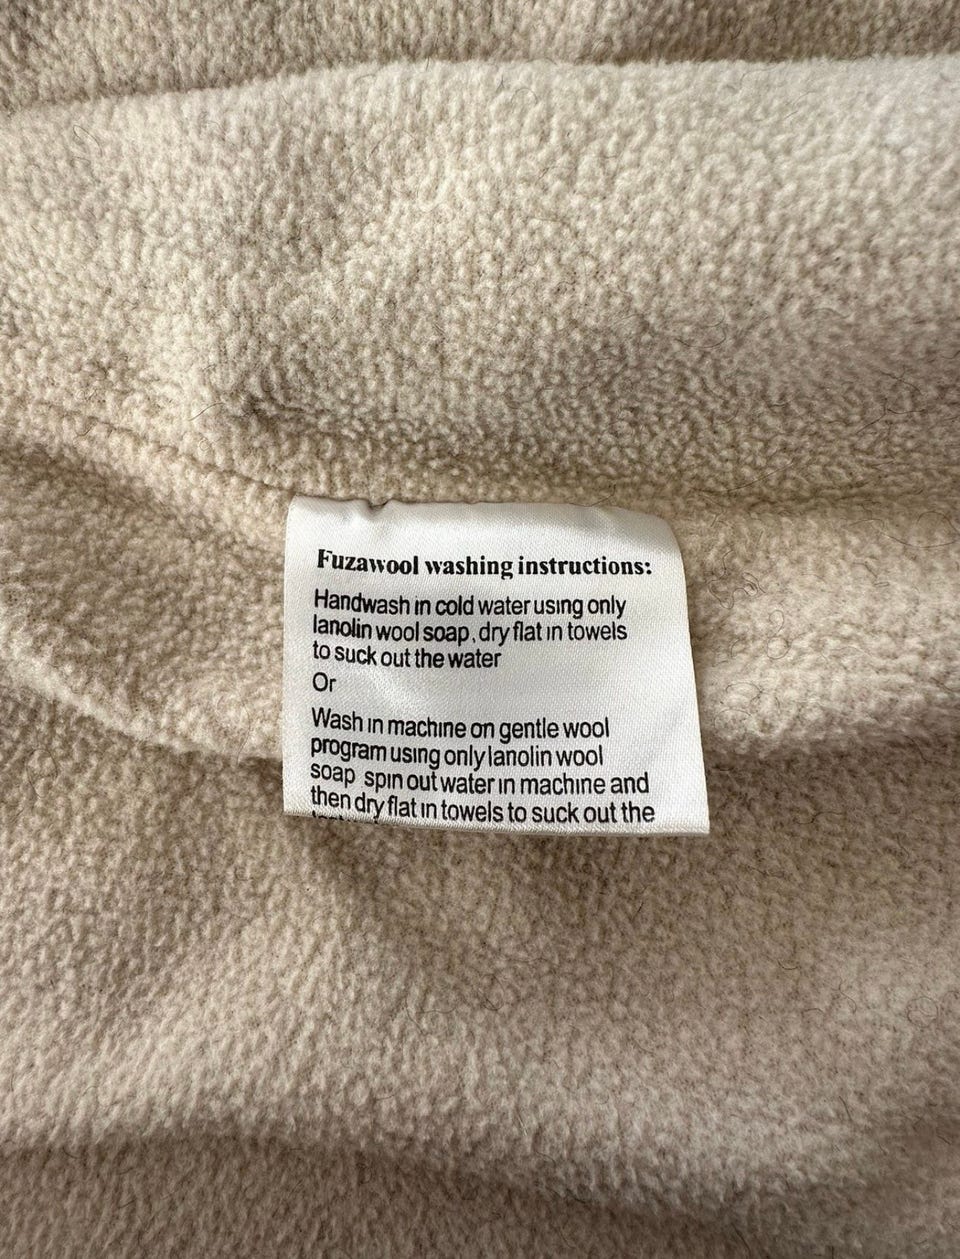 Fuzawool washing instructions:
Handwash in cold water using only
lanolin wool soap, dry flat in towels
to suck out the water
Or
Wash in machine on gentle wool
program using only lanolin wool
soap spin out water in machine and
then dry flat in towels to suck out the